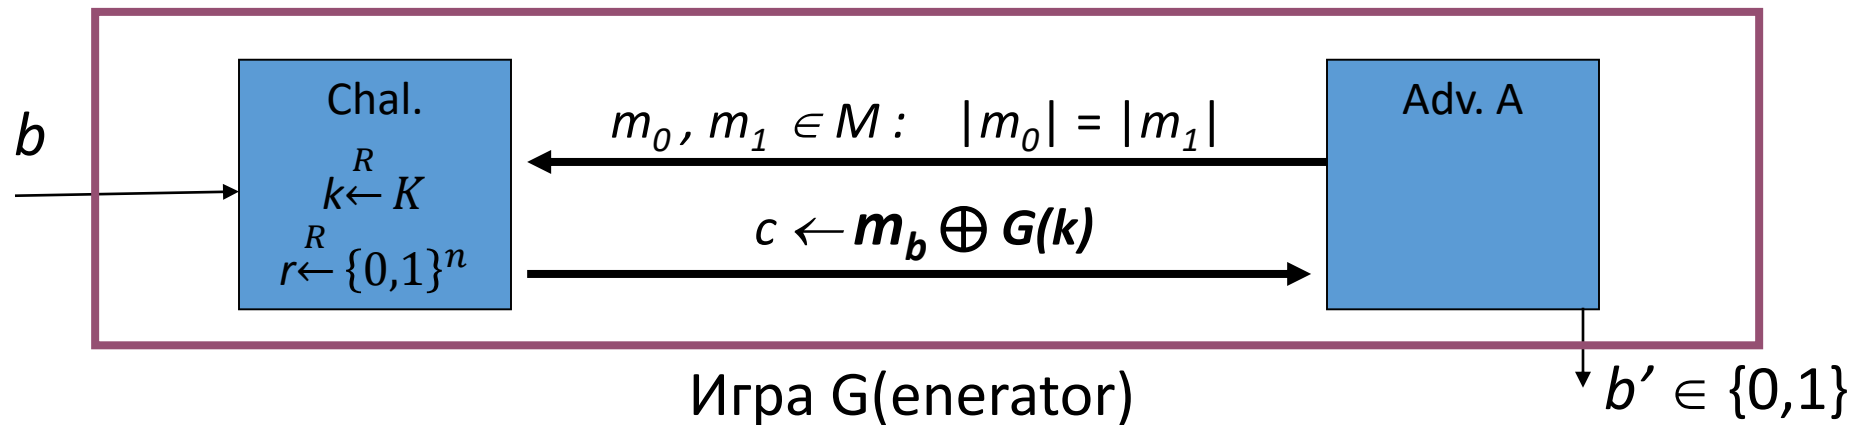 b
Chal.
k ←ᴿ K
r ←ᴿ {0,1}ⁿ
m₀ , m₁ ∈ M : |m₀| = |m₁|
c ← m_b ⊕ G(k)
Adv. A
b’ ∈ {0,1}
Игра G(enerator)